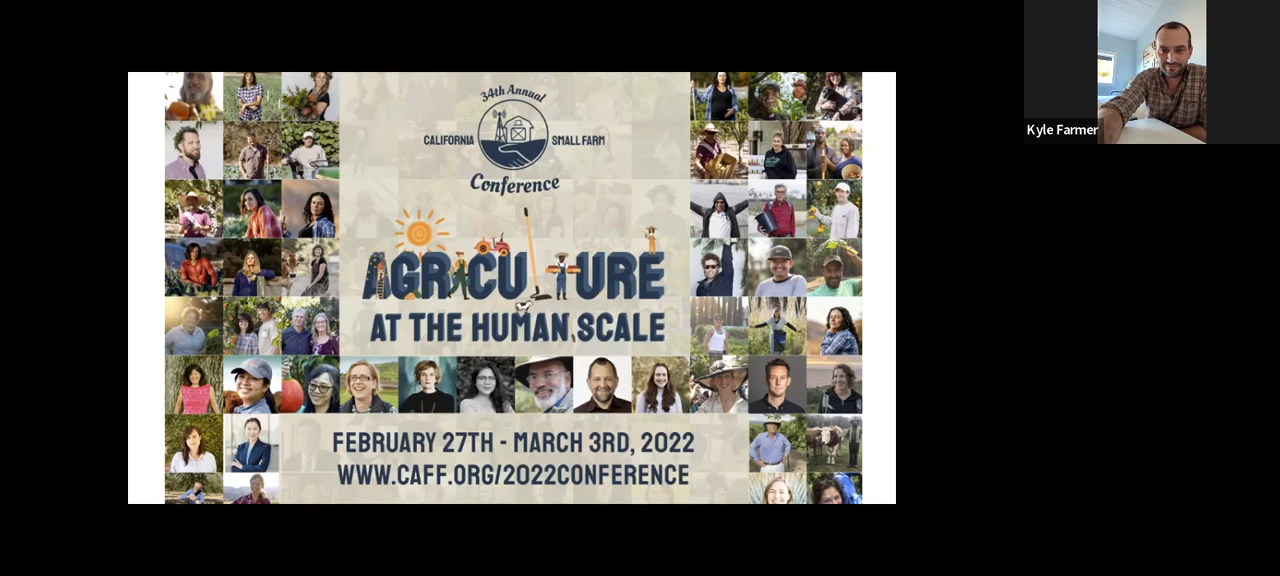 34th Annual
CALIFORNIA SMALL FARM
Conference
AGRICULTURE
AT THE HUMAN SCALE
FEBRUARY 27TH - MARCH 3RD, 2022
WWW.CAFF.ORG/2022CONFERENCE
Kyle Farmer